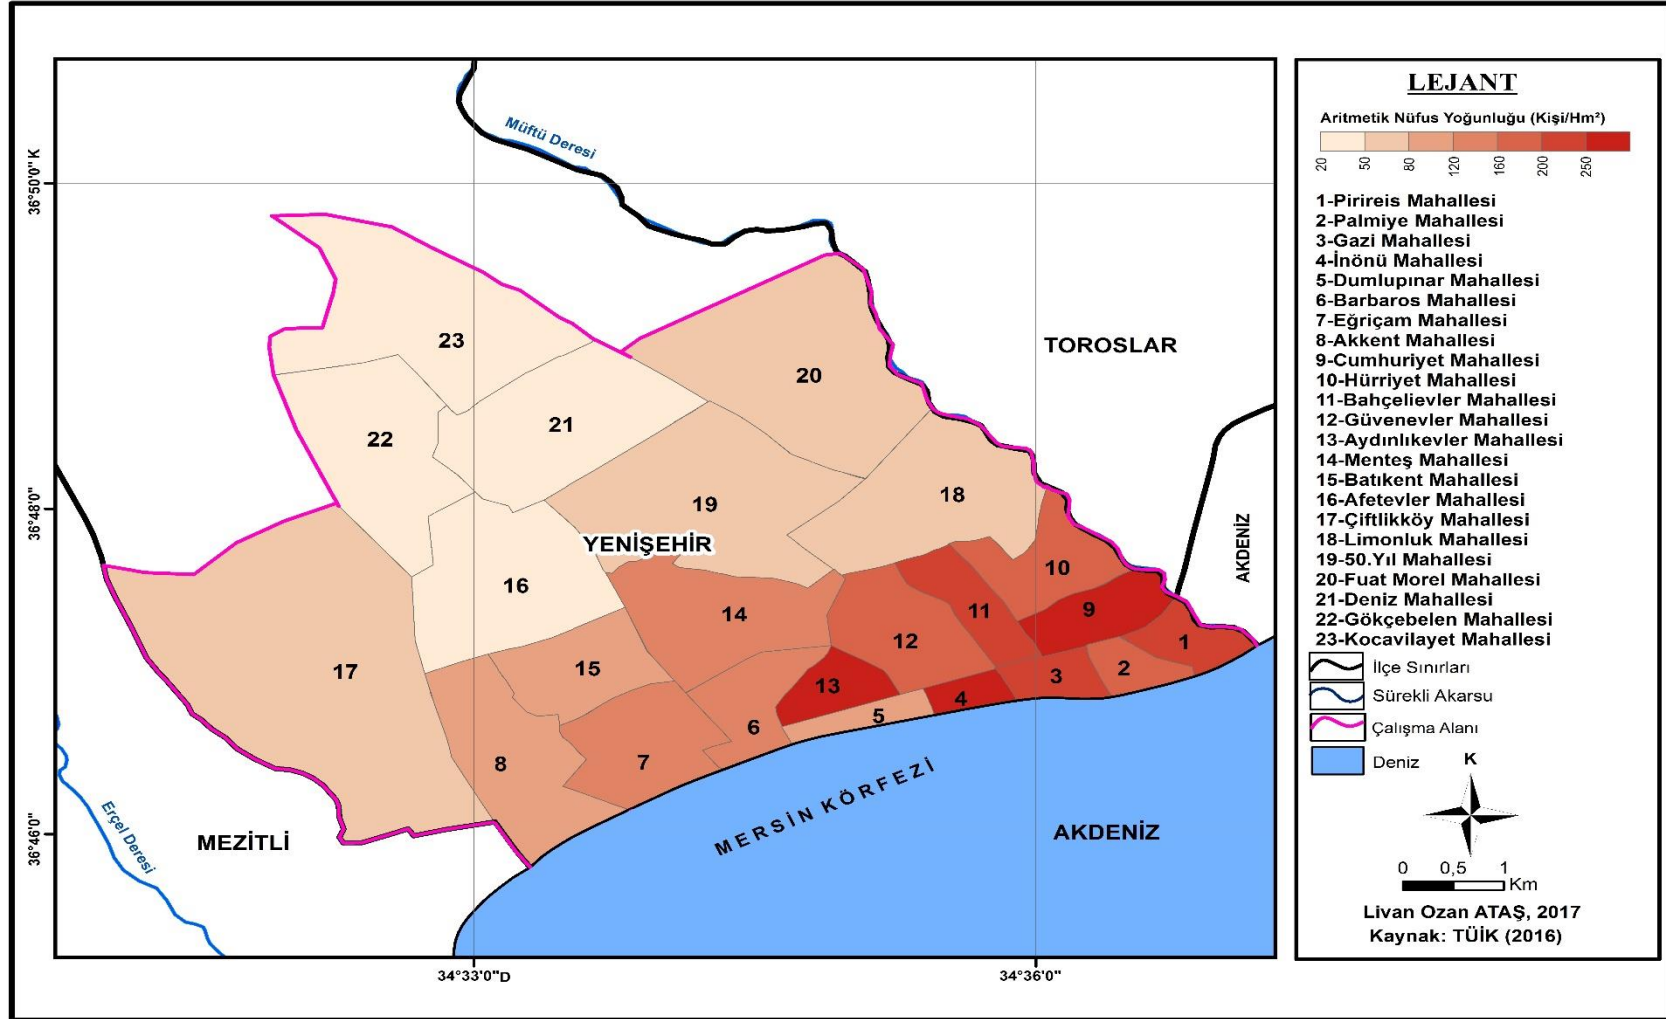 36°50'0" K
36°48'0"
36°46'0"
34°33'0"D
34°36'0"
Müftü Deresi
TOROSLAR
AKDENİZ
YENİŞEHİR
23
20
22
21
19
18
16
10
14
11
9
12
1
17
15
13
3
2
4
5
6
8
7
MERSİN KÖRFEZİ
AKDENİZ
MEZİTLİ
Erçel Deresi
LEJANT
Aritmetik Nüfus Yoğunluğu (Kişi/Hm²)
20 50 80 120 160 200 250
1-Pirireis Mahallesi
2-Palmiye Mahallesi
3-Gazi Mahallesi
4-İnönü Mahallesi
5-Dumlupınar Mahallesi
6-Barbaros Mahallesi
7-Eğriçam Mahallesi
8-Akkent Mahallesi
9-Cumhuriyet Mahallesi
10-Hürriyet Mahallesi
11-Bahçelievler Mahallesi
12-Güvenevler Mahallesi
13-Aydınlıkevler Mahallesi
14-Menteş Mahallesi
15-Batıkent Mahallesi
16-Afetevler Mahallesi
17-Çiftlikköy Mahallesi
18-Limonluk Mahallesi
19-50.Yıl Mahallesi
20-Fuat Morel Mahallesi
21-Deniz Mahallesi
22-Gökçebelen Mahallesi
23-Kocavilayet Mahallesi
İlçe Sınırları
Sürekli Akarsu
Çalışma Alanı
Deniz
K
0 0,5 1
Km
Livan Ozan ATAŞ, 2017
Kaynak: TÜİK (2016)